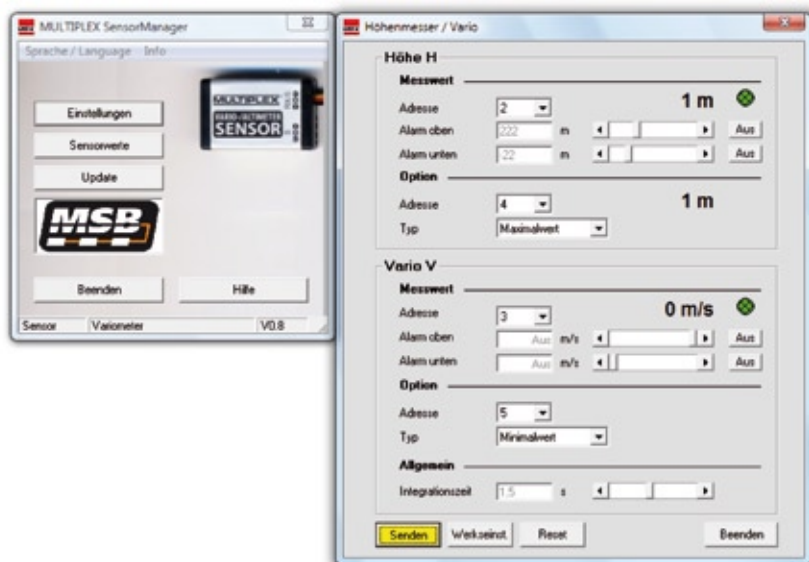 MULTIPLEX SensorManager
Sprache / Language Info
MULTIPLEX
VARIO/ALTIMETER
SENSOR
Einstellungen
Sensorwerte
Update
MSB
Beenden Hilfe
Sensor Variometer V0.8
Höhenmesser / Vario
Höhe H
Messwert
1 m
Adresse 2
Alarm oben 222 m Aus
Alarm unten -22 m Aus
Option
Adresse 4 1 m
Typ Maximalwert
Vario V
Messwert
0 m/s
Adresse 3
Alarm oben Aus m/s Aus
Alarm unten Aus m/s Aus
Option
Adresse 5
Typ Minimalwert
Allgemein
Integrationszeit 1,5 s
Senden Werkseinst. Reset Beenden